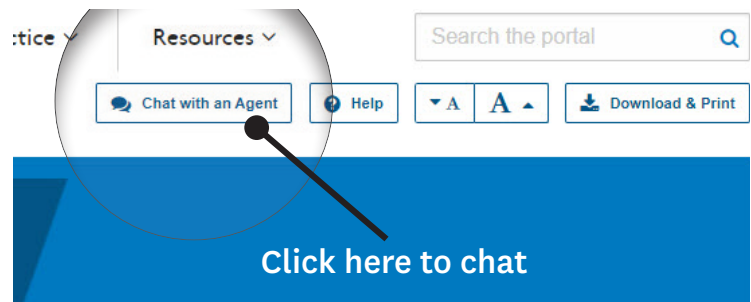 ctice Resources Search the portal
Chat with an Agent Help A A Download & Print
Click here to chat